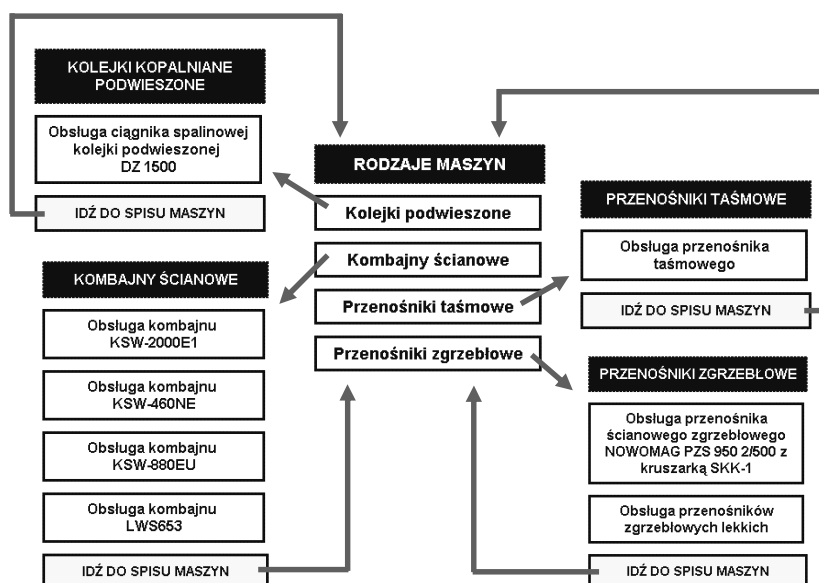 KOLEJKI KOPALNIANE
PODWIESZONE
Obsługa ciągnika spalinowej
kolejki podwieszonej
DZ 1500
IDŹ DO SPISU MASZYN
KOMBAJNY ŚCIANOWE
Obsługa kombajnu
KSW-2000E1
Obsługa kombajnu
KSW-460NE
Obsługa kombajnu
KSW-880EU
Obsługa kombajnu
LWS653
IDŹ DO SPISU MASZYN
RODZAJE MASZYN
Kolejki podwieszone
Kombajny ścianowe
Przenośniki taśmowe
Przenośniki zgrzebłowe
PRZENOŚNIKI TAŚMOWE
Obsługa przenośnika
taśmowego
IDŹ DO SPISU MASZYN
PRZENOŚNIKI ZGRZEBŁOWE
Obsługa przenośnika
ścianowego zgrzebłowego
NOWOMAG PZS 950 2/500 z
kruszarką SKK-1
Obsługa przenośników
zgrzebłowych lekkich
IDŹ DO SPISU MASZYN